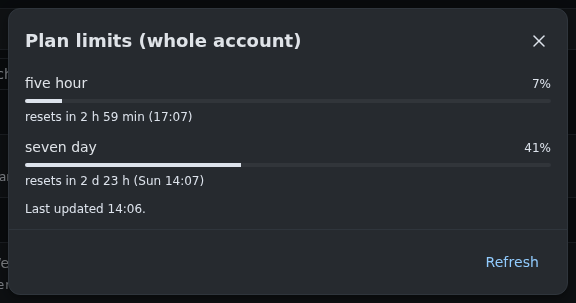 Plan limits (whole account)
five hour 7%
resets in 2 h 59 min (17:07)
seven day 41%
resets in 2 d 23 h (Sun 14:07)
Last updated 14:06.
Refresh